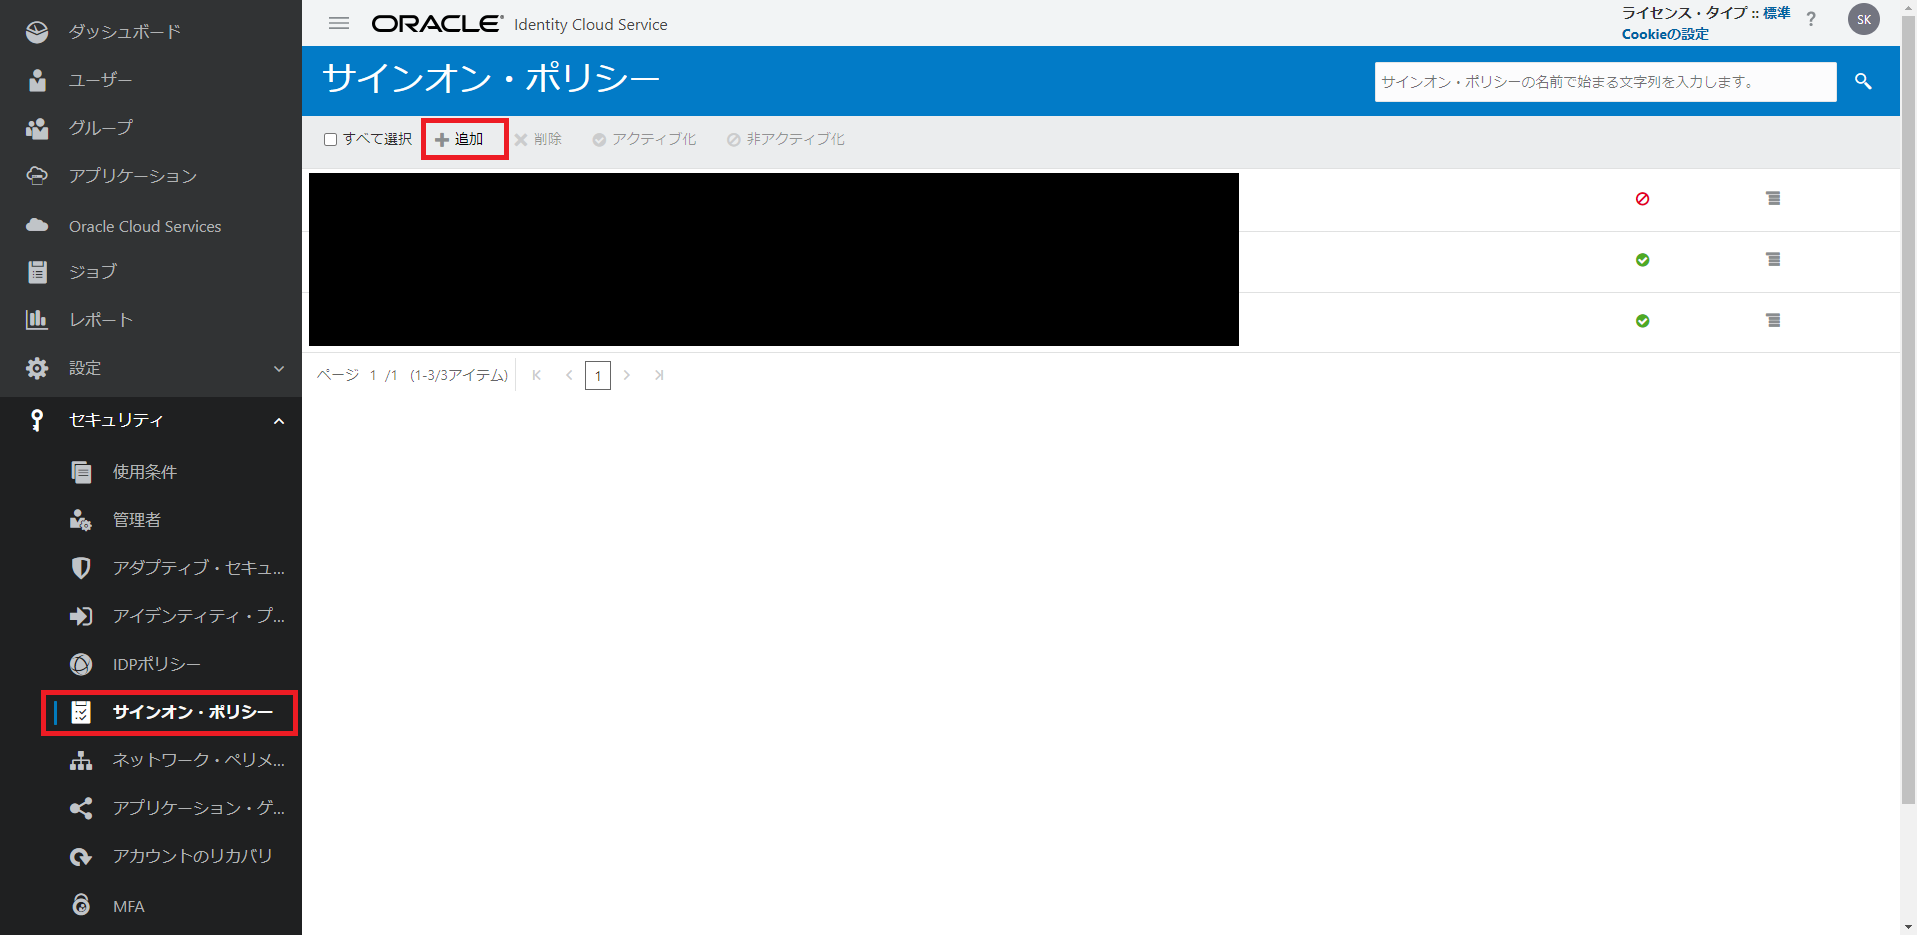 ダッシュボード
ユーザー
グループ
アプリケーション
Oracle Cloud Services
ジョブ
レポート
設定
セキュリティ
使用条件
管理者
アダプティブ・セキュ...
アイデンティティ・プ...
IDPポリシー
サインオン・ポリシー
ネットワーク・ペリメ...
アプリケーション・ゲ...
アカウントのリカバリ
MFA
ORACLE Identity Cloud Service
ライセンス・タイプ :: 標準
Cookieの設定
?
SK
サインオン・ポリシー
サインオン・ポリシーの名前で始まる文字列を入力します。
すべて選択 追加 削除 アクティブ化 非アクティブ化
ページ 1 /1 (1-3/3アイテム) 1